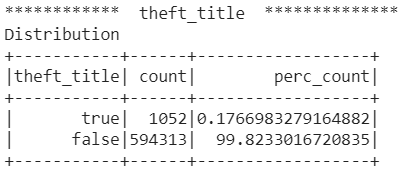 ************  theft_title  **************
Distribution
+-----------+------+------------------+
|theft_title| count|        perc_count|
+-----------+------+------------------+
|       true|  1052|0.1766983279164882|
|      false|594313|  99.8233016720835|
+-----------+------+------------------+